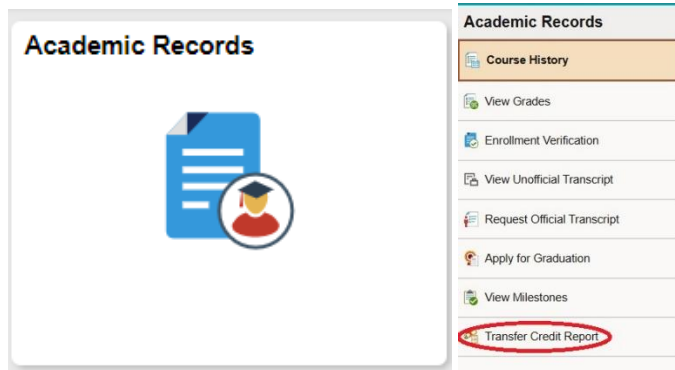 Academic Records
Academic Records
Course History
View Grades
Enrollment Verification
View Unofficial Transcript
Request Official Transcript
Apply for Graduation
View Milestones
Transfer Credit Report